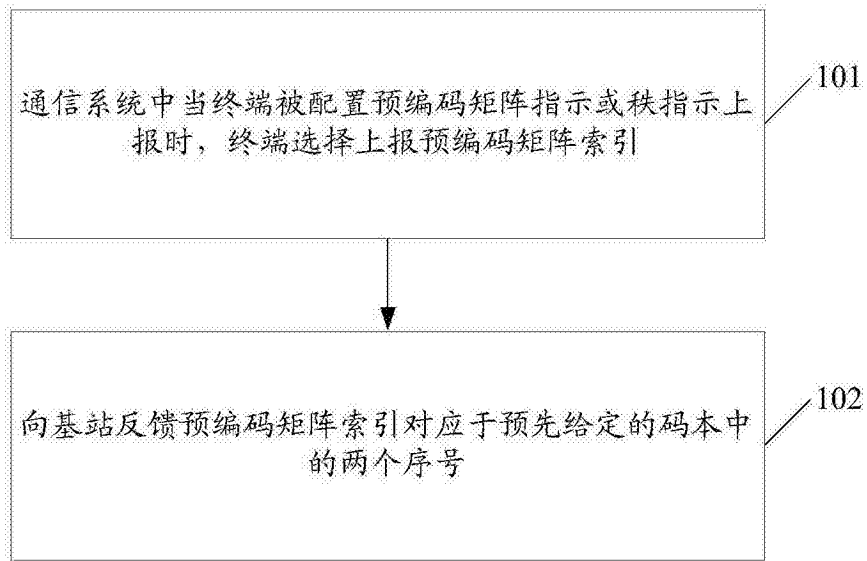 通信系统中当终端被配置预编码矩阵指示或秩指示上
报时，终端选择上报预编码矩阵索引
101
向基站反馈预编码矩阵索引对应于预先给定的码本中
的两个序号
102